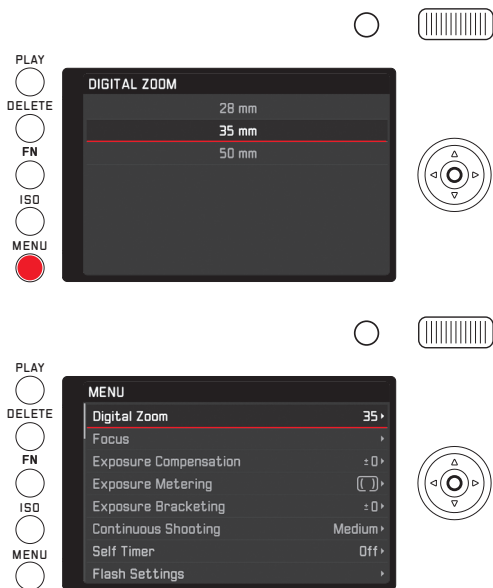 PLAY
DELETE
FN
ISO
MENU
DIGITAL ZOOM
28 mm
35 mm
50 mm
PLAY
DELETE
FN
ISO
MENU
MENU
Digital Zoom 35
Focus
Exposure Compensation ±0
Exposure Metering
Exposure Bracketing ±0
Continuous Shooting Medium
Self Timer Off
Flash Settings